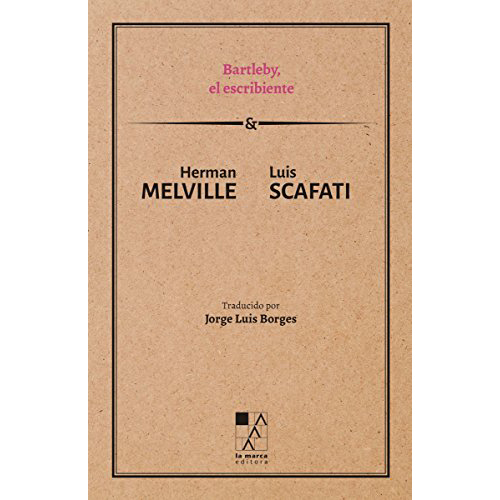 Bartleby,
el escribiente
&
Herman
MELVILLE
Luis
SCAFATI
Traducido por
Jorge Luis Borges
la marca
editora